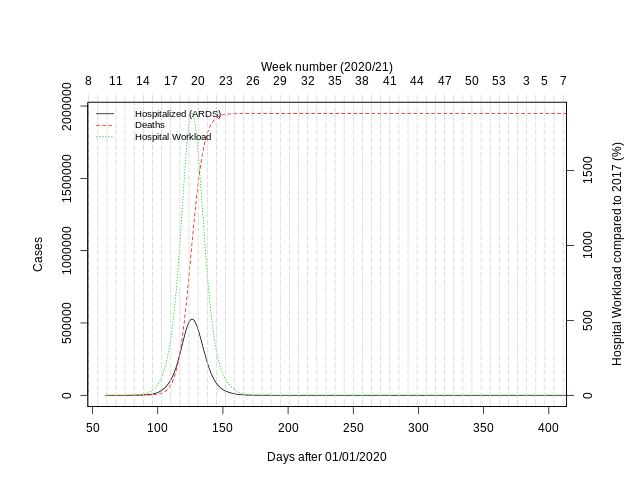 Week number (2020/21)
8 11 14 17 20 23 26 29 32 35 38 41 44 47 50 53 3 5 7
Hospitalized (ARDS)
Deaths
Hospital Workload
Cases
0 500000 1000000 1500000 2000000
Hospital Workload compared to 2017 (%)
0 500 1000 1500
50 100 150 200 250 300 350 400
Days after 01/01/2020